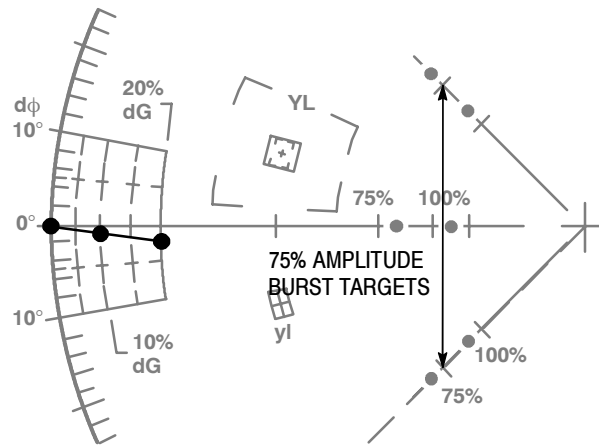 20%
dG
YL
dϕ
10°
75%
100%
0°
75% AMPLITUDE
BURST TARGETS
10°
10%
dG
yl
100%
75%